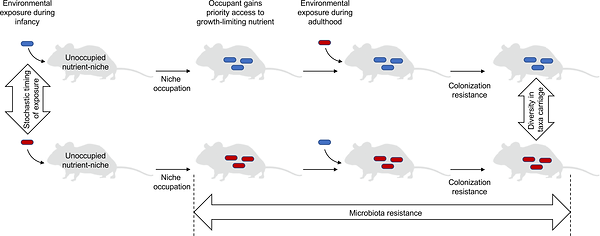 Environmental
exposure during
infancy
Occupant gains
priority access to
growth-limiting nutrient
Environmental
exposure during
adulthood
Unoccupied
nutrient-niche
Niche
occupation
Colonization
resistance
Stochastic timing
of exposure
Diversity in
taxa carriage
Unoccupied
nutrient-niche
Niche
occupation
Colonization
resistance
Microbiota resistance